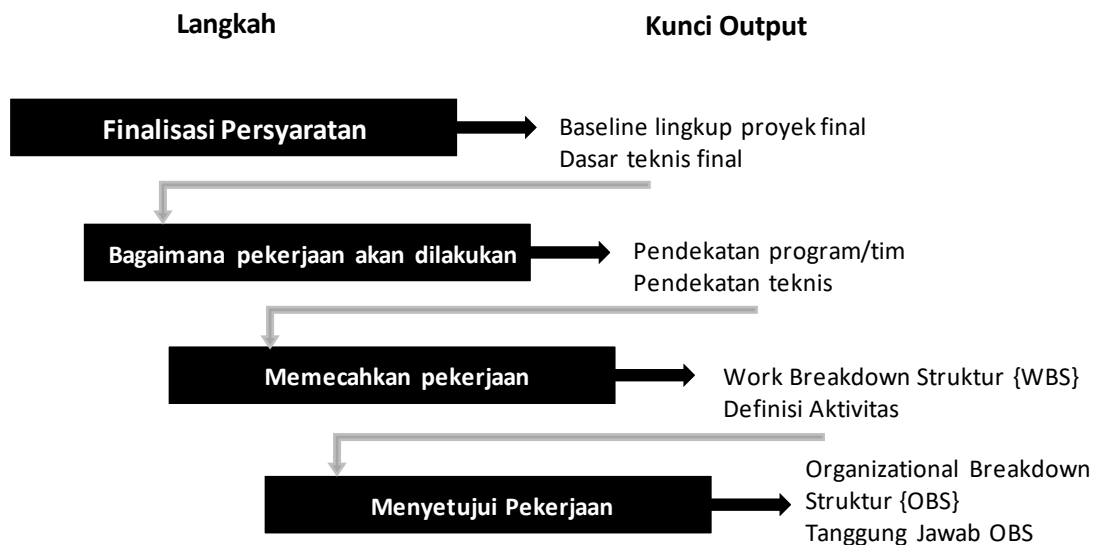 Langkah
Kunci Output
Finalisasi Persyaratan
Baseline lingkup proyek final
Dasar teknis final
Bagaimana pekerjaan akan dilakukan
Pendekatan program/tim
Pendekatan teknis
Memecahkan pekerjaan
Work Breakdown Struktur {WBS}
Definisi Aktivitas
Menyetujui Pekerjaan
Organizational Breakdown
Struktur {OBS}
Tanggung Jawab OBS